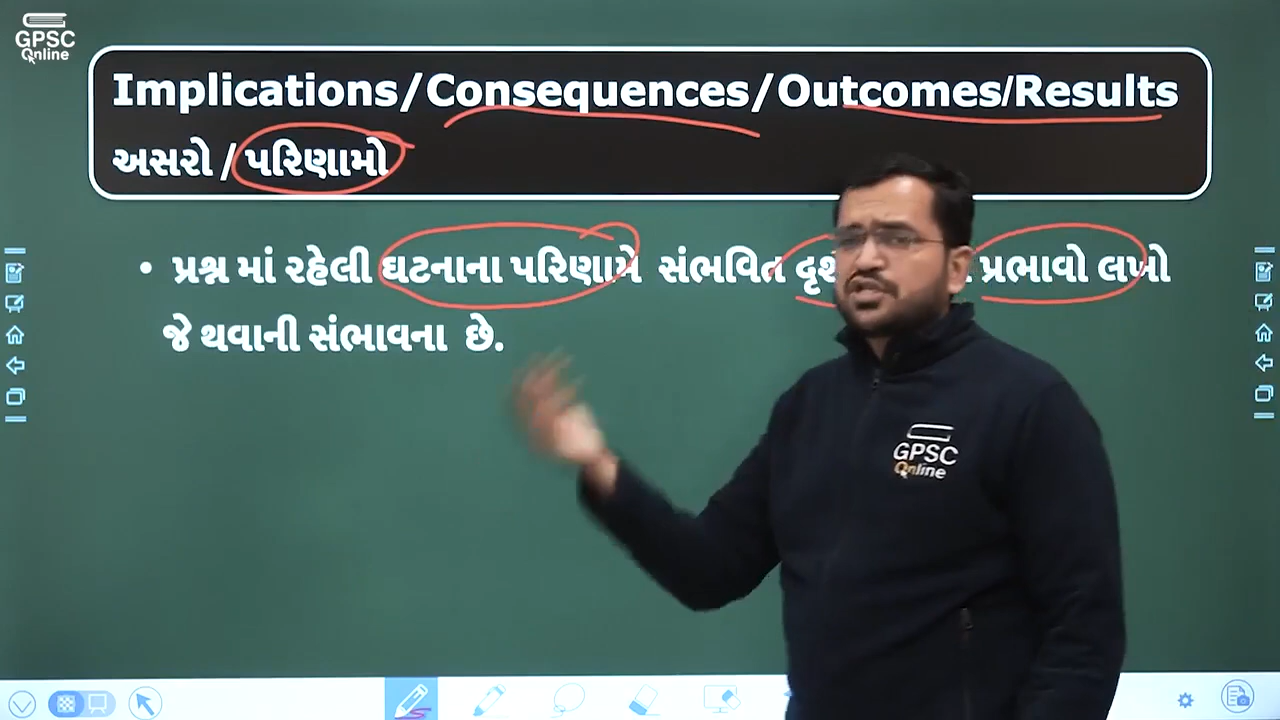 GPSC
Online
Implications/Consequences/Outcomes/Results
અસરો / પરિણામો
• પ્રશ્ન માં રહેલી ઘટનાના પરિણામે સંભવિત પ્રભાવો લખો
જે થવાની સંભાવના છે.
GPSC
Online